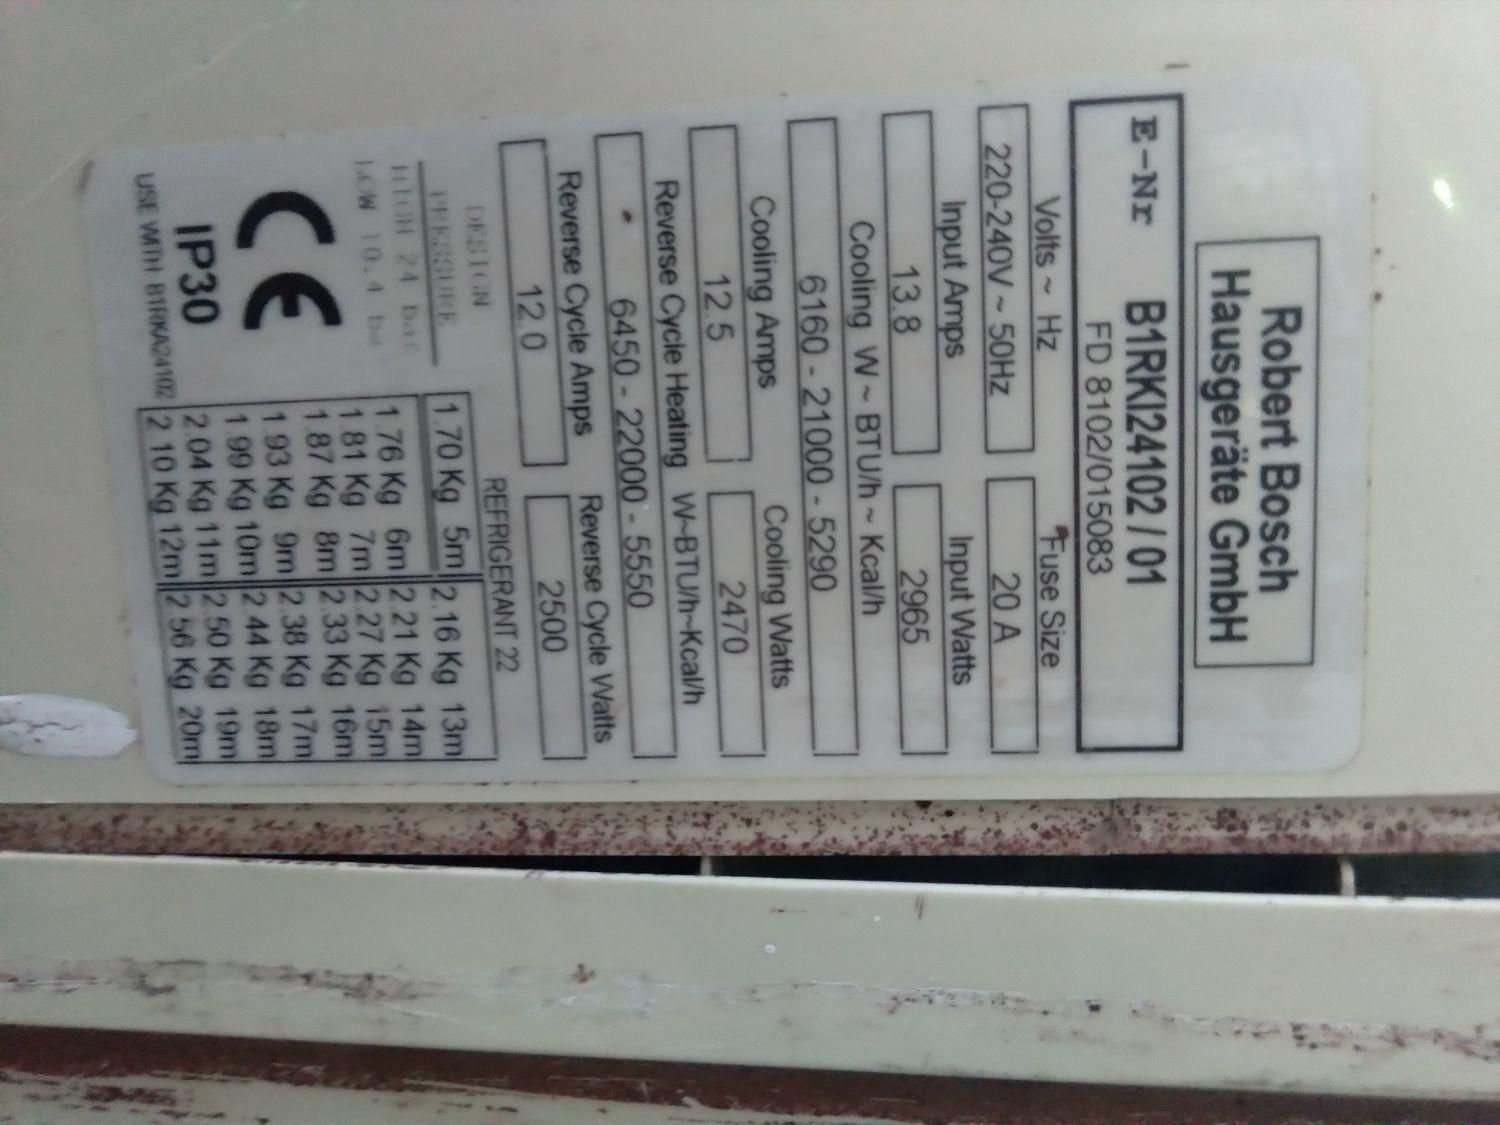 Robert Bosch
Hausgeräte GmbH
E-Nr B1RKI24102 / 01
FD 8102/015083
Volts ~ Hz Fuse Size
220-240V ~ 50Hz 20 A
Input Amps Input Watts
13.8 2965
Cooling W ~ BTU/h ~ Kcal/h
6160 - 21000 - 5290
Cooling Amps Cooling Watts
12.5 2470
Reverse Cycle Heating W~BTU/h~Kcal/h
6450 - 22000 - 5550
Reverse Cycle Amps Reverse Cycle Watts
12.0 2500
DESIGN
PRESSURE
HIGH 24 bar
LOW 10.4 bar
REFRIGERANT 22
1.70 Kg 5m 2.16 Kg 13m
1.76 Kg 6m 2.21 Kg 14m
1.81 Kg 7m 2.27 Kg 15m
1.87 Kg 8m 2.33 Kg 16m
1.93 Kg 9m 2.38 Kg 17m
1.99 Kg 10m 2.44 Kg 18m
2.04 Kg 11m 2.50 Kg 19m
2.10 Kg 12m 2.56 Kg 20m
CE
IP30
USE WITH B1RKA24102